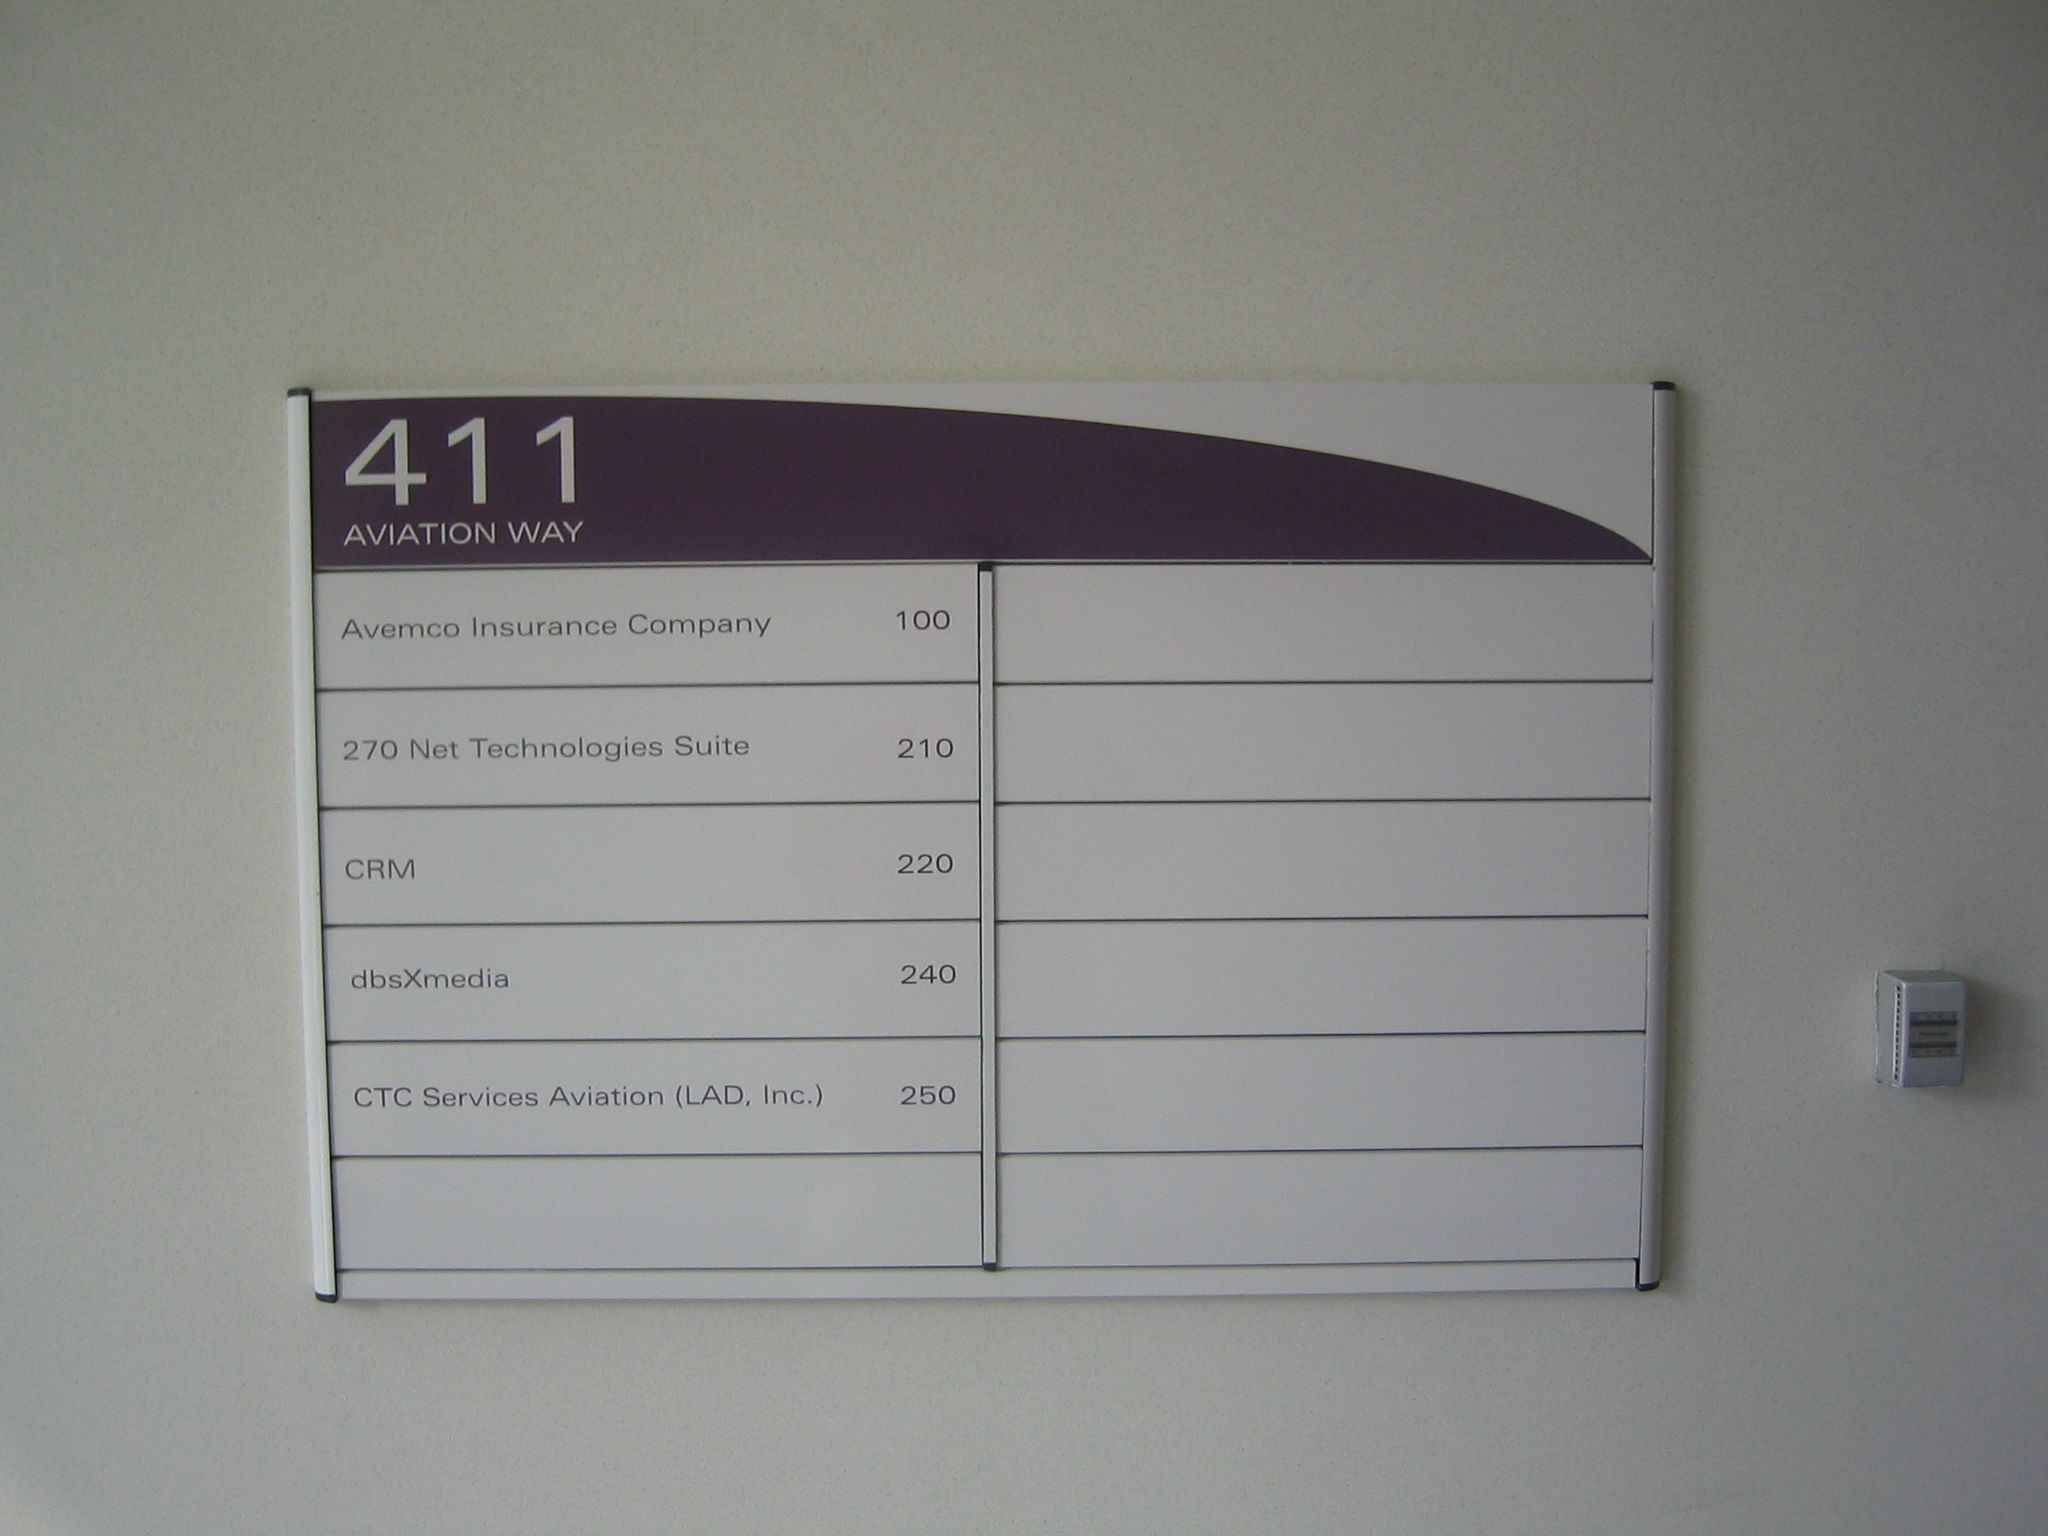 411
AVIATION WAY
Avemco Insurance Company 100
270 Net Technologies Suite 210
CRM 220
dbsXmedia 240
CTC Services Aviation (LAD, Inc.) 250